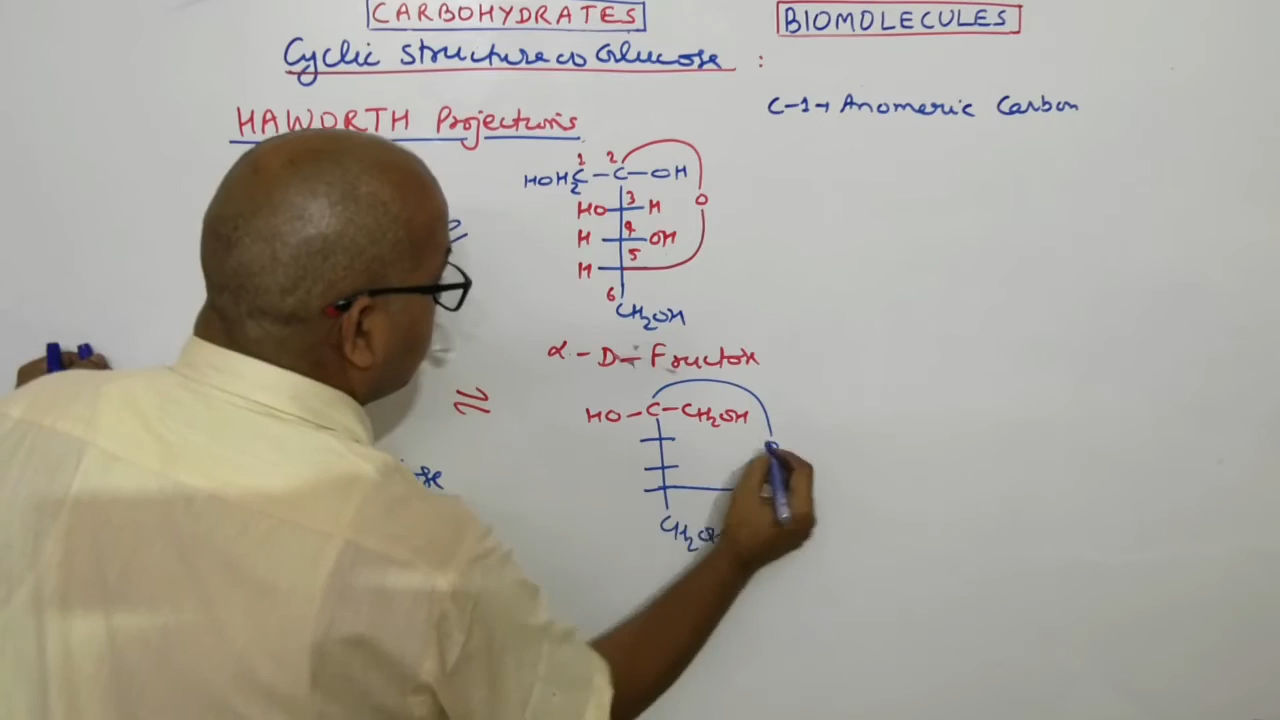 CARBOHYDRATES
BIOMOLECULES
Cyclic structure Glucose :
HAWORTH Projections
C-1→ Anomeric Carbon
1 2
HOH2C-C-OH
3
HO H O
4
H OH
5
H
6
CH2OH
α-D-Fructose
⇌
HO-C-CH2OH
CH2OH